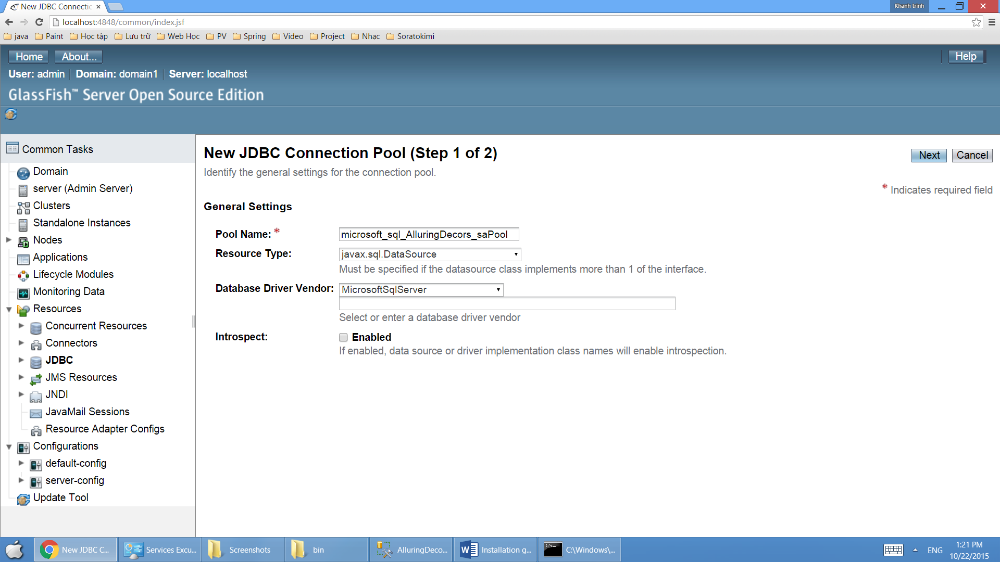 New JDBC Connectic
Khanh trinh
localhost:4848/common/index.jsf
java Paint Học tập Lưu trữ Web Học PV Spring Video Project Nhạc Soratokimi
Home About... Help
User: admin Domain: domain1 Server: localhost
GlassFish™ Server Open Source Edition
Common Tasks
Domain
server (Admin Server)
Clusters
Standalone Instances
Nodes
Applications
Lifecycle Modules
Monitoring Data
Resources
Concurrent Resources
Connectors
JDBC
JMS Resources
JNDI
JavaMail Sessions
Resource Adapter Configs
Configurations
default-config
server-config
Update Tool
New JDBC Connection Pool (Step 1 of 2)
Next Cancel
Identify the general settings for the connection pool.
* Indicates required field
General Settings
Pool Name: * microsoft_sql_AlluringDecors_saPool
Resource Type: javax.sql.DataSource
Must be specified if the datasource class implements more than 1 of the interface.
Database Driver Vendor: MicrosoftSqlServer
Select or enter a database driver vendor
Introspect: Enabled
If enabled, data source or driver implementation class names will enable introspection.
New JDBC C... Services Excu... Screenshots bin AlluringDeco... Installation g... C:\Windows\... ENG
1:21 PM
10/22/2015